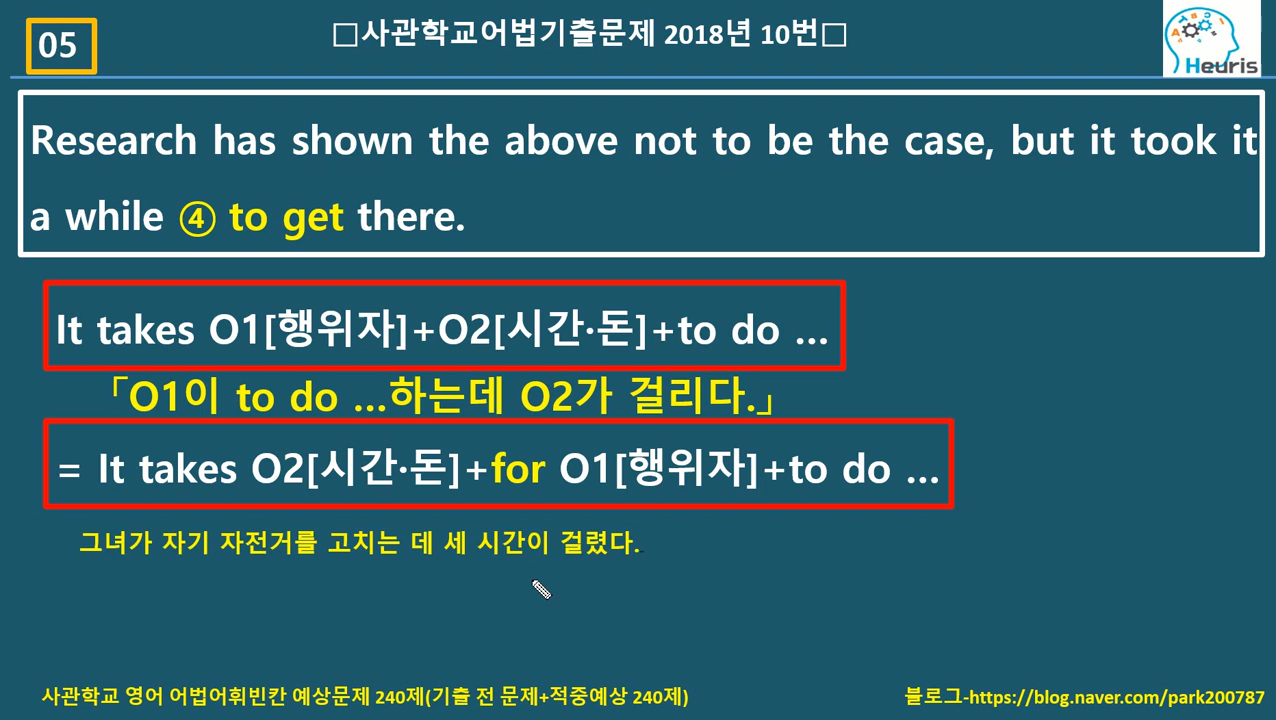 05
□사관학교어법기출문제 2018년 10번□
Heuris
Research has shown the above not to be the case, but it took it
a while ④ to get there.
It takes O1[행위자]+O2[시간·돈]+to do …
「O1이 to do …하는데 O2가 걸리다.」
= It takes O2[시간·돈]+for O1[행위자]+to do …
그녀가 자기 자전거를 고치는 데 세 시간이 걸렸다.
사관학교 영어 어법어휘빈칸 예상문제 240제(기출 전 문제+적중예상 240제)
블로그-https://blog.naver.com/park200787